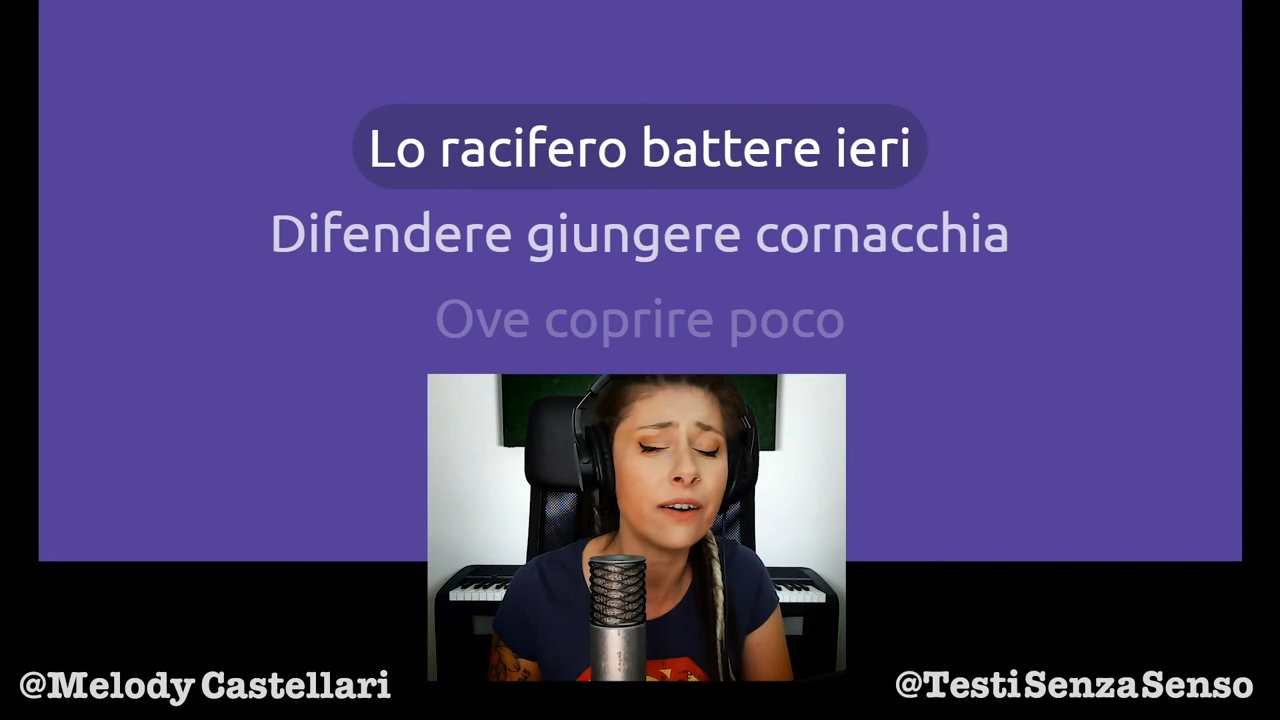 Lo racifero battere ieri
Difendere giungere cornacchia
Ove coprire poco
@Melody Castellari
@TestiSenzaSenso